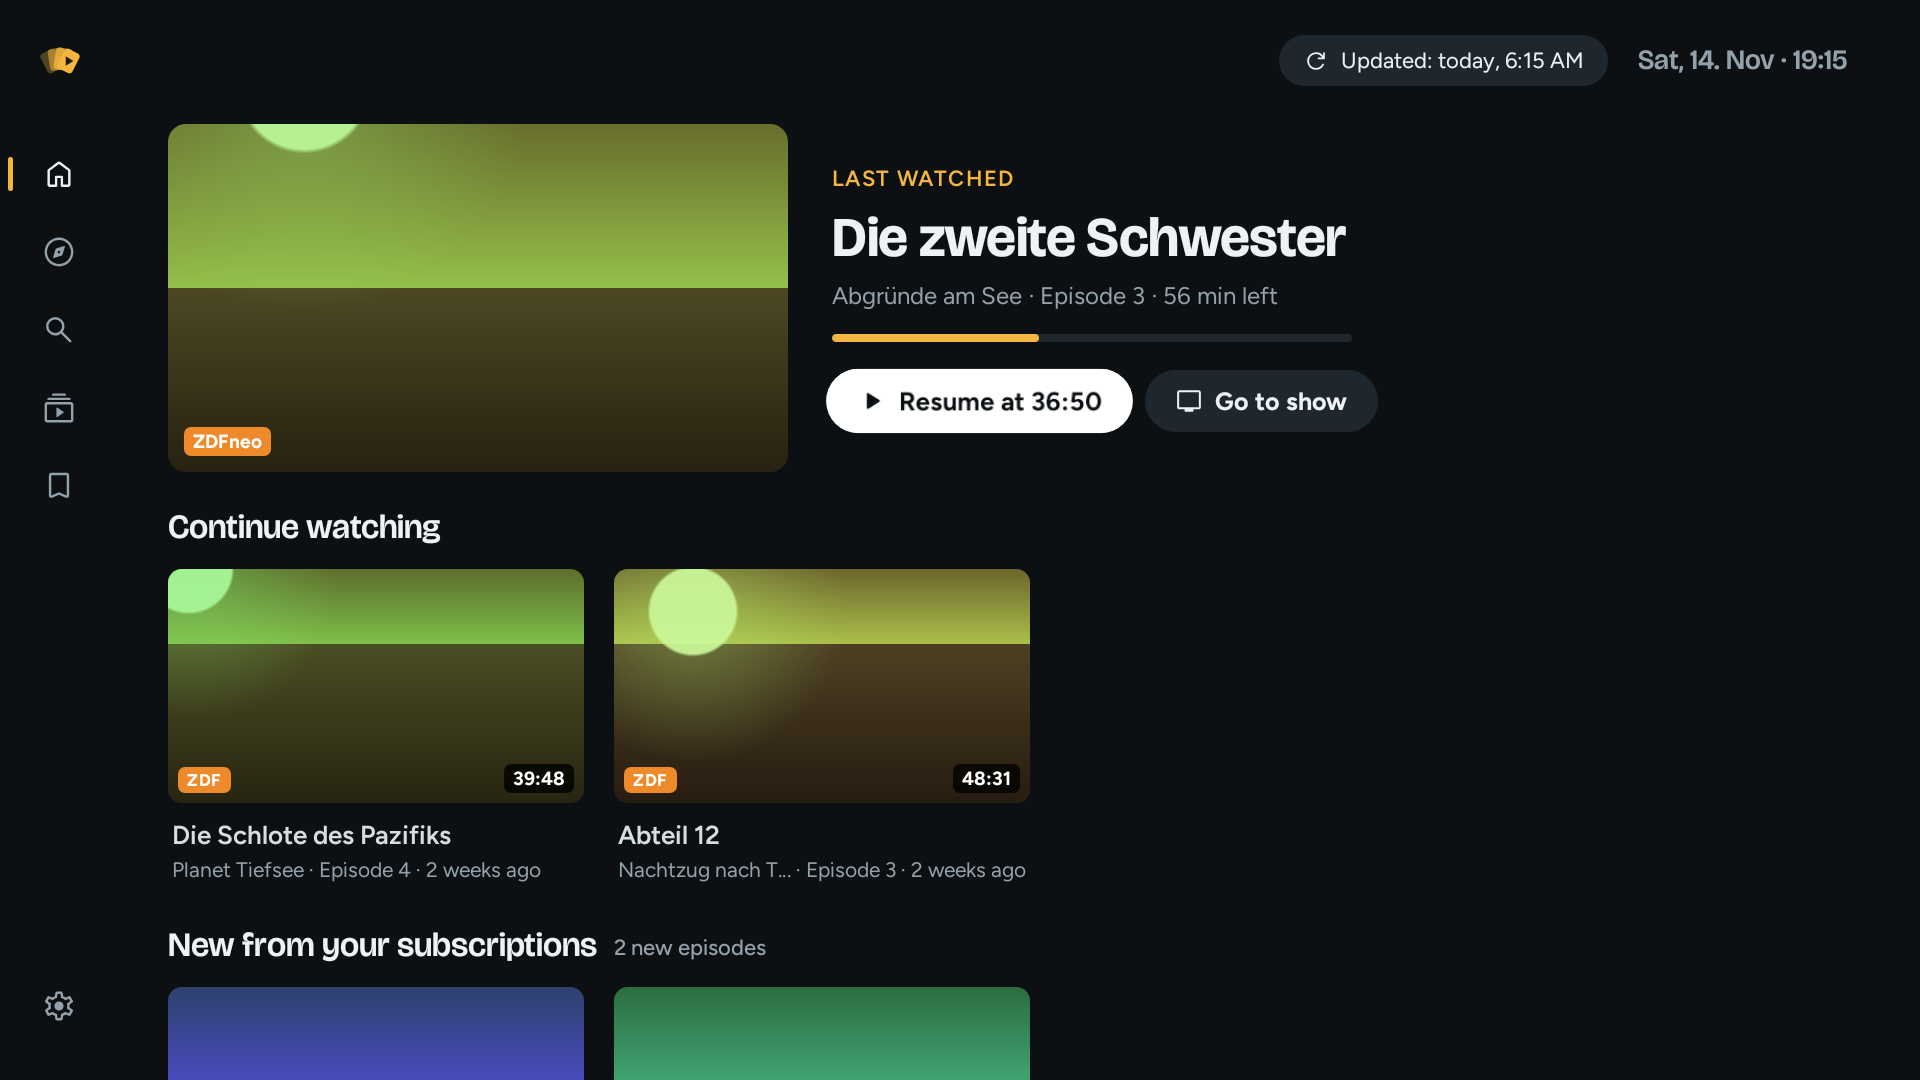 Updated: today, 6:15 AM
Sat, 14. Nov · 19:15
LAST WATCHED
Die zweite Schwester
Abgründe am See · Episode 3 · 56 min left
Resume at 36:50
Go to show
ZDFneo
Continue watching
ZDF
39:48
ZDF
48:31
Die Schlote des Pazifiks
Planet Tiefsee · Episode 4 · 2 weeks ago
Abteil 12
Nachtzug nach T... · Episode 3 · 2 weeks ago
New from your subscriptions
2 new episodes